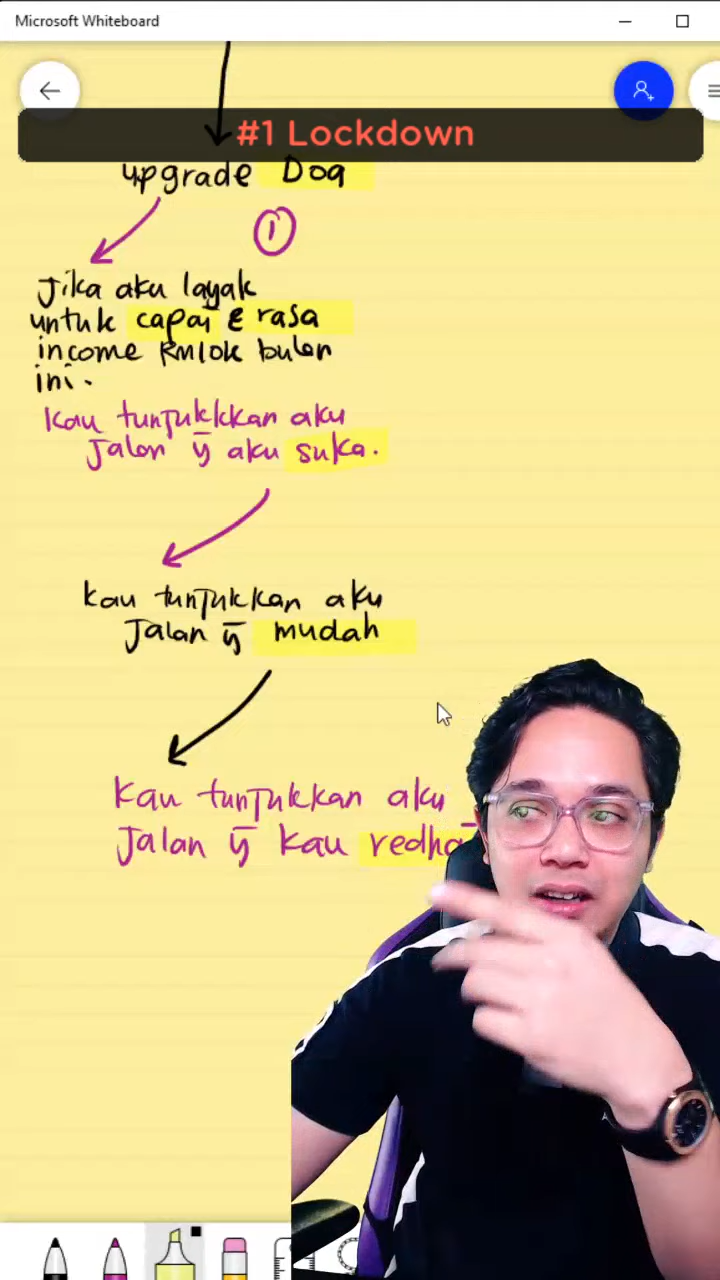 Microsoft Whiteboard
#1 Lockdown
upgrade Doa
1
Jika aku layak
untuk capai & rasa
income RM10k bulan
ini.
Kau tunjukkkan aku
Jalan ȳ aku suka.
Kau tunjukkan aku
Jalan ȳ mudah
Kau tunjukkan aku
Jalan ȳ kau redha